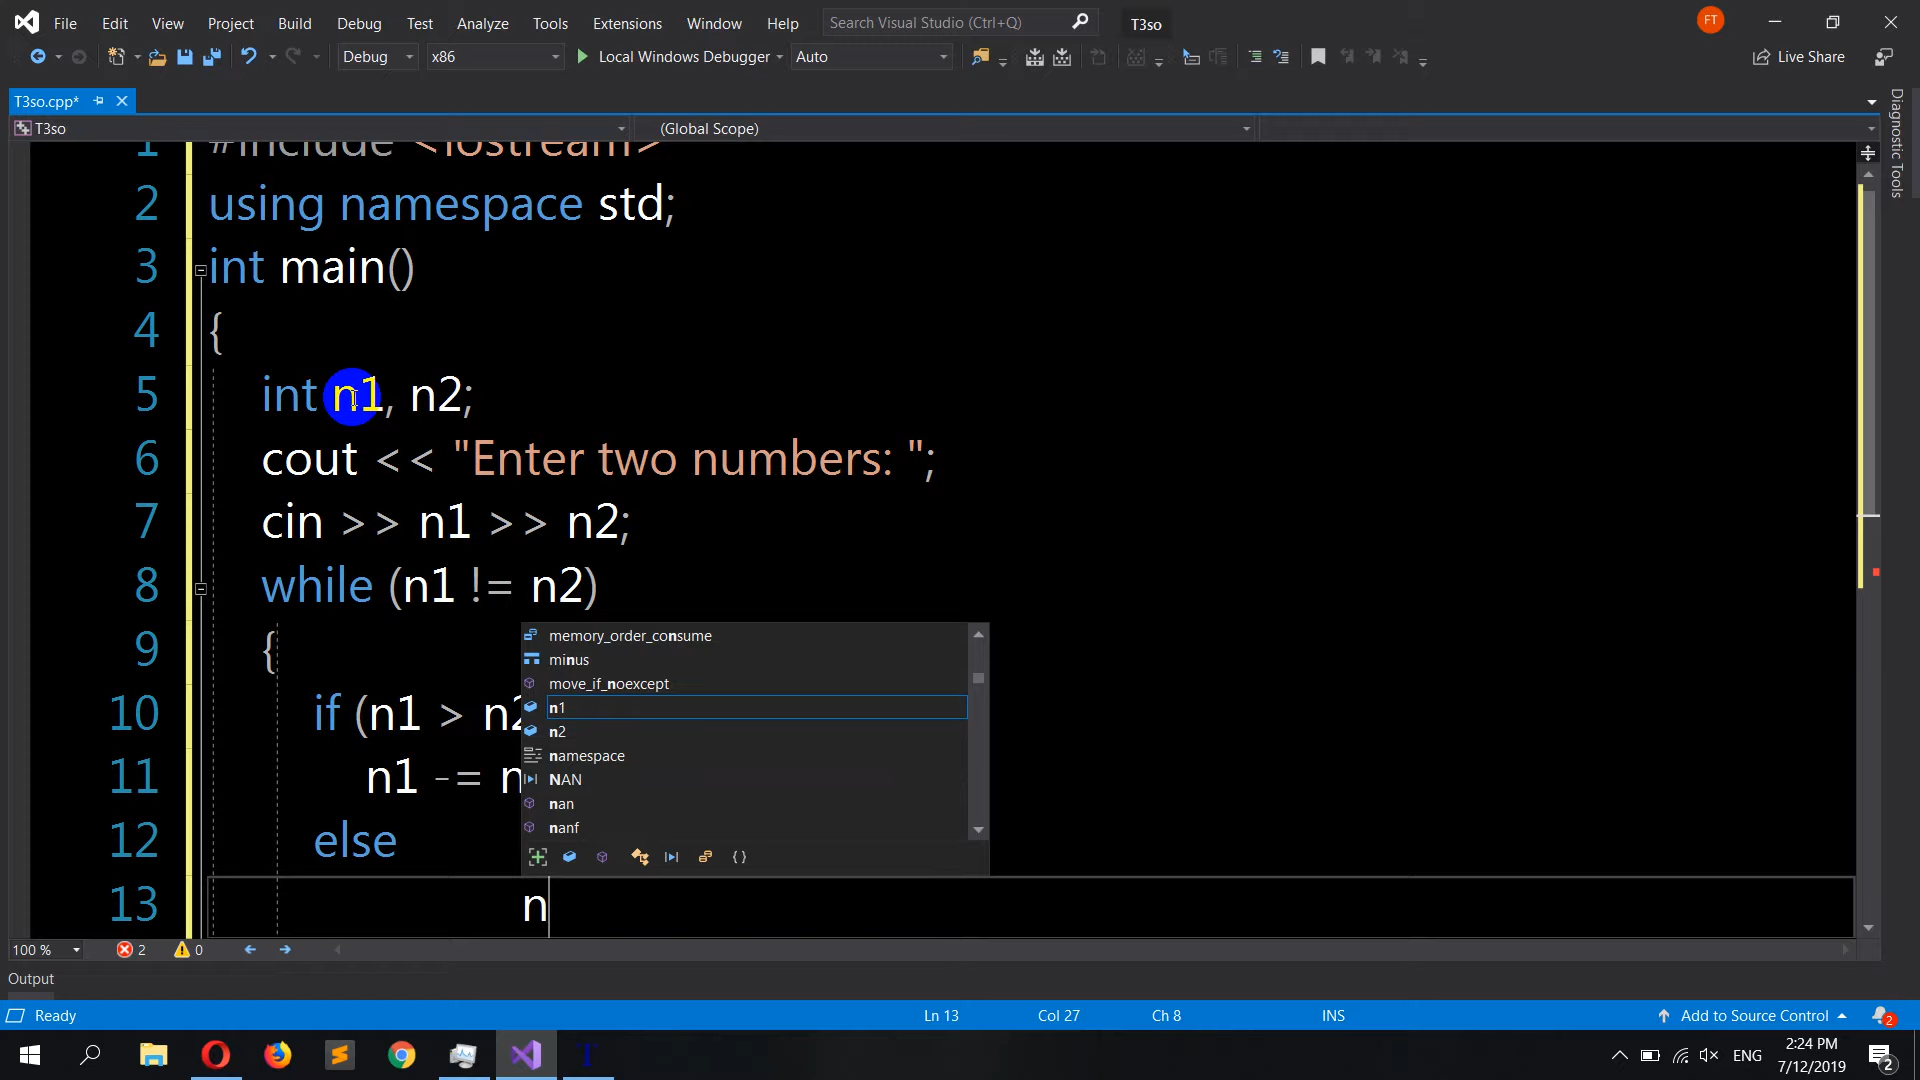 File Edit View Project Build Debug Test Analyze Tools Extensions Window Help Search Visual Studio (Ctrl+Q) T3so FT
Debug x86 Local Windows Debugger Auto Live Share
T3so.cpp*
T3so (Global Scope)
Diagnostic Tools
1 #include <iostream>
2 using namespace std;
3 int main()
4 {
5 int n1, n2;
6 cout << "Enter two numbers: ";
7 cin >> n1 >> n2;
8 while (n1 != n2)
9 {
memory_order_consume
minus
move_if_noexcept
10 if (n1 > n2
n1
n2
namespace
11 n1 -= n
NAN
nan
nanf
12 else
13 n
100 % 2 0
Output
Ready Ln 13 Col 27 Ch 8 INS Add to Source Control 2
ENG 2:24 PM
7/12/2019 2